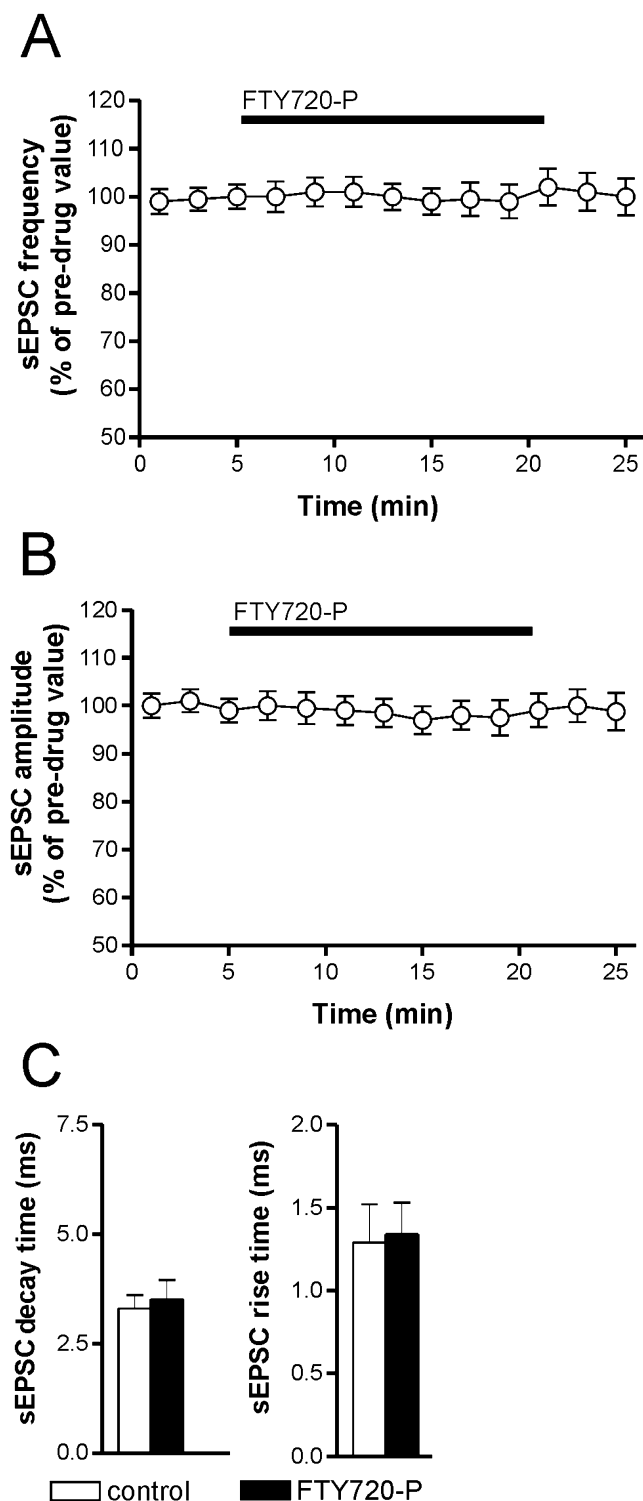 A
FTY720-P
sEPSC frequency
(% of pre-drug value)
120
110
100
90
80
70
60
50
0 5 10 15 20 25
Time (min)
B
FTY720-P
sEPSC amplitude
(% of pre-drug value)
120
110
100
90
80
70
60
50
0 5 10 15 20 25
Time (min)
C
sEPSC decay time (ms)
7.5
5.0
2.5
0.0
sEPSC rise time (ms)
2.0
1.5
1.0
0.5
0.0
control FTY720-P